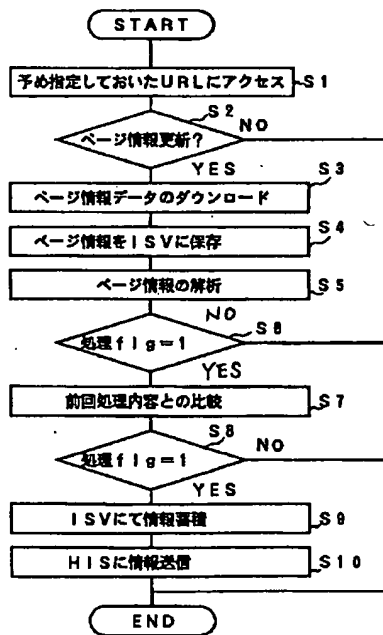 START
予め指定しておいたURLにアクセス S1
S2
ページ情報更新? NO
YES
S3
ページ情報データのダウンロード
S4
ページ情報をISVに保存
ページ情報の解析 S5
NO
S6
処理flg=1
YES
前回処理内容との比較 S7
S8
処理flg=1 NO
YES
ISVにて情報蓄積 S9
HISに情報送信 S10
END